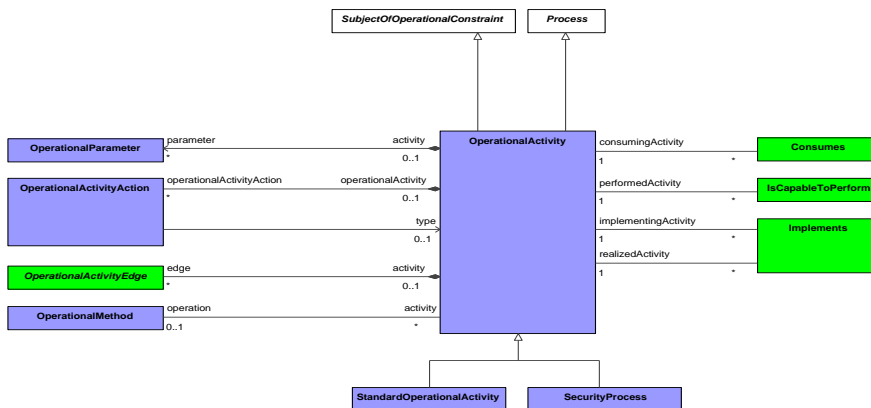 SubjectOfOperationalConstraint
Process
OperationalActivity
OperationalParameter
parameter
activity
*
0..1
OperationalActivityAction
operationalActivityAction
operationalActivity
*
0..1
type
0..1
OperationalActivityEdge
edge
activity
*
0..1
OperationalMethod
operation
activity
0..1
*
consumingActivity
1
*
Consumes
performedActivity
1
*
IsCapableToPerform
implementingActivity
1
*
Implements
realizedActivity
1
*
StandardOperationalActivity
SecurityProcess